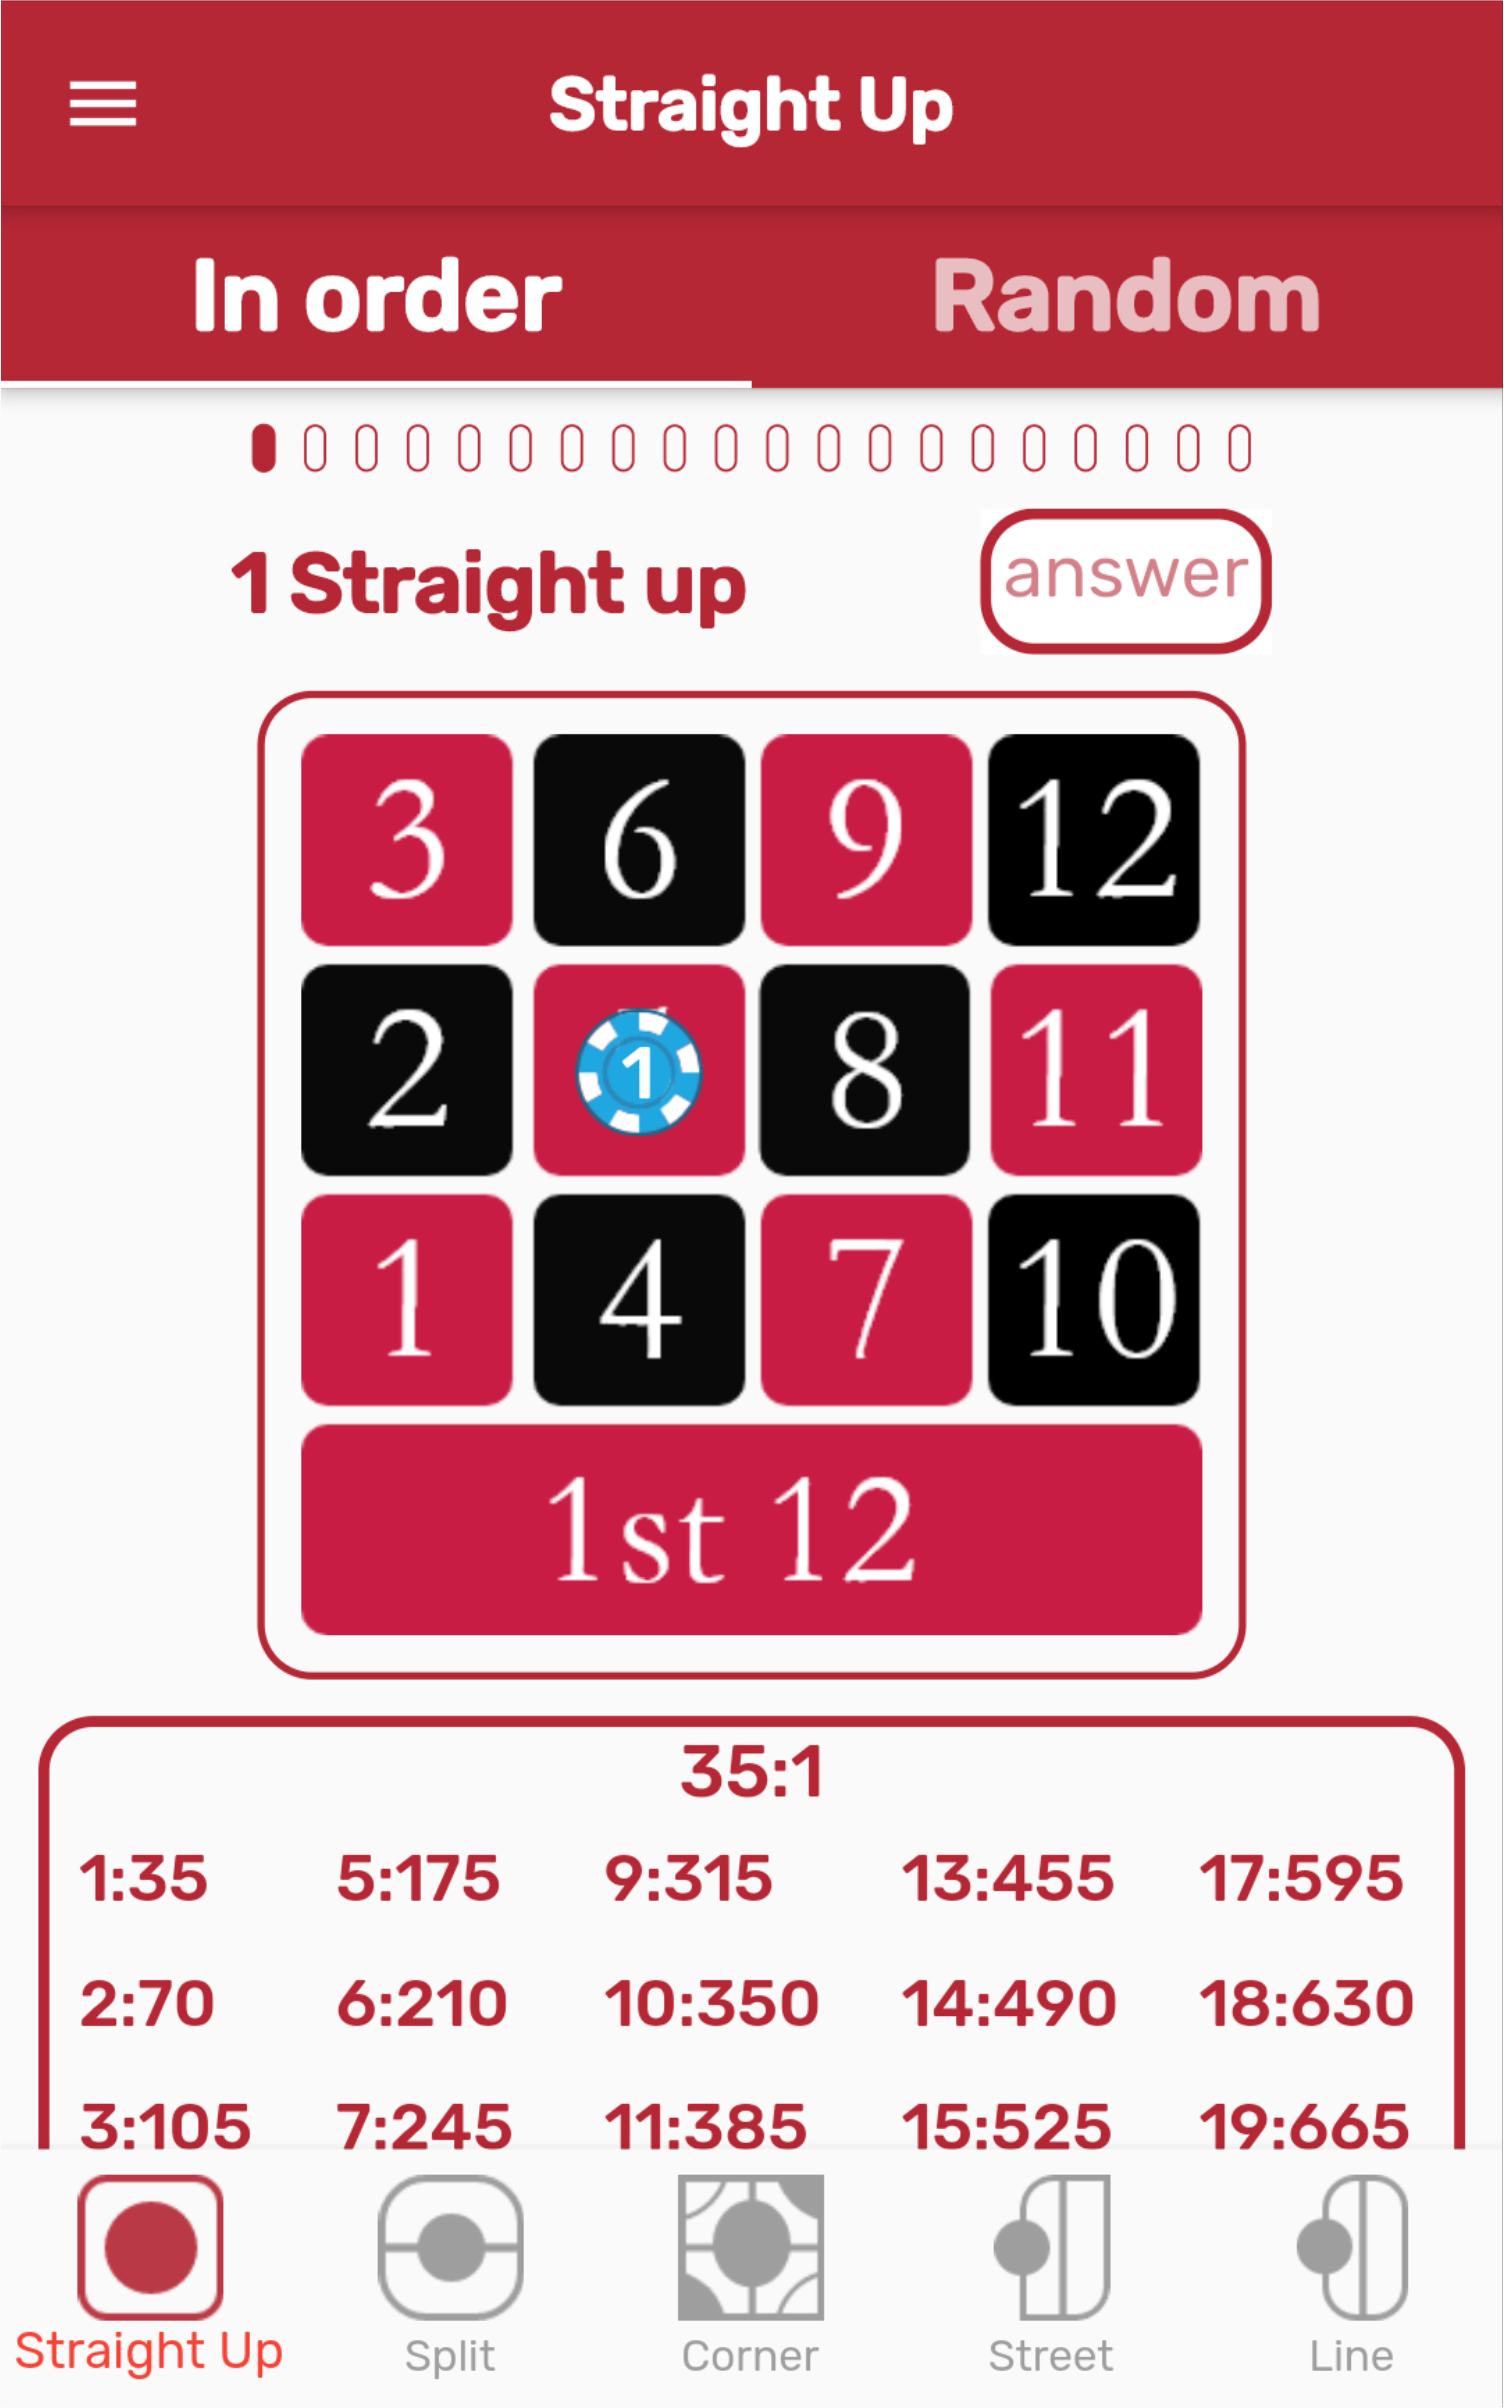 Straight Up
In order Random
1 Straight up answer
3 6 9 12
2 1 8 11
1 4 7 10
1st 12
35:1
1:35 5:175 9:315 13:455 17:595
2:70 6:210 10:350 14:490 18:630
3:105 7:245 11:385 15:525 19:665
Straight Up Split Corner Street Line